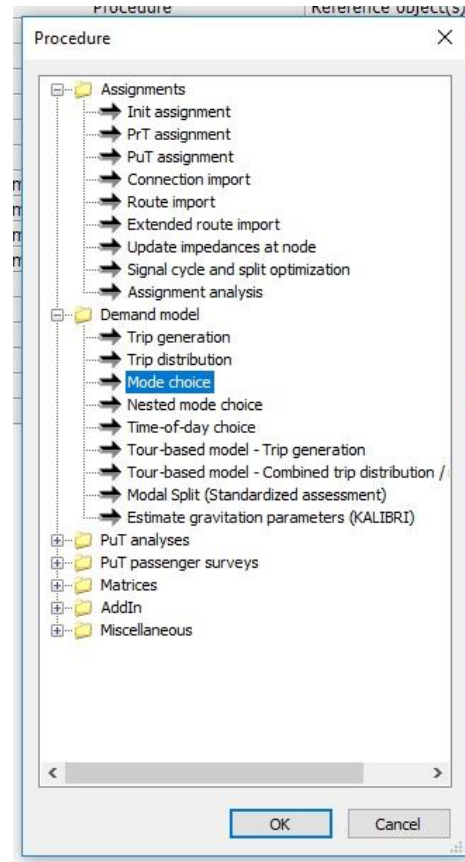 Procedure Reference object(s)
Procedure
Assignments
Init assignment
PrT assignment
PuT assignment
Connection import
Route import
Extended route import
Update impedances at node
Signal cycle and split optimization
Assignment analysis
Demand model
Trip generation
Trip distribution
Mode choice
Nested mode choice
Time-of-day choice
Tour-based model - Trip generation
Tour-based model - Combined trip distribution /
Modal Split (Standardized assessment)
Estimate gravitation parameters (KALIBRI)
PuT analyses
PuT passenger surveys
Matrices
AddIn
Miscellaneous
OK Cancel